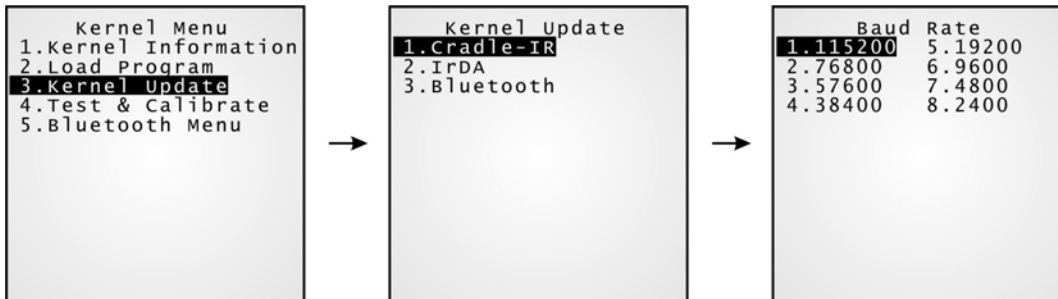 Kernel Menu
1.Kernel Information
2.Load Program
3.Kernel Update
4.Test & Calibrate
5.Bluetooth Menu
Kernel Update
1.Cradle-IR
2.IrDA
3.Bluetooth
Baud Rate
1.115200 5.19200
2.76800 6.9600
3.57600 7.4800
4.38400 8.2400